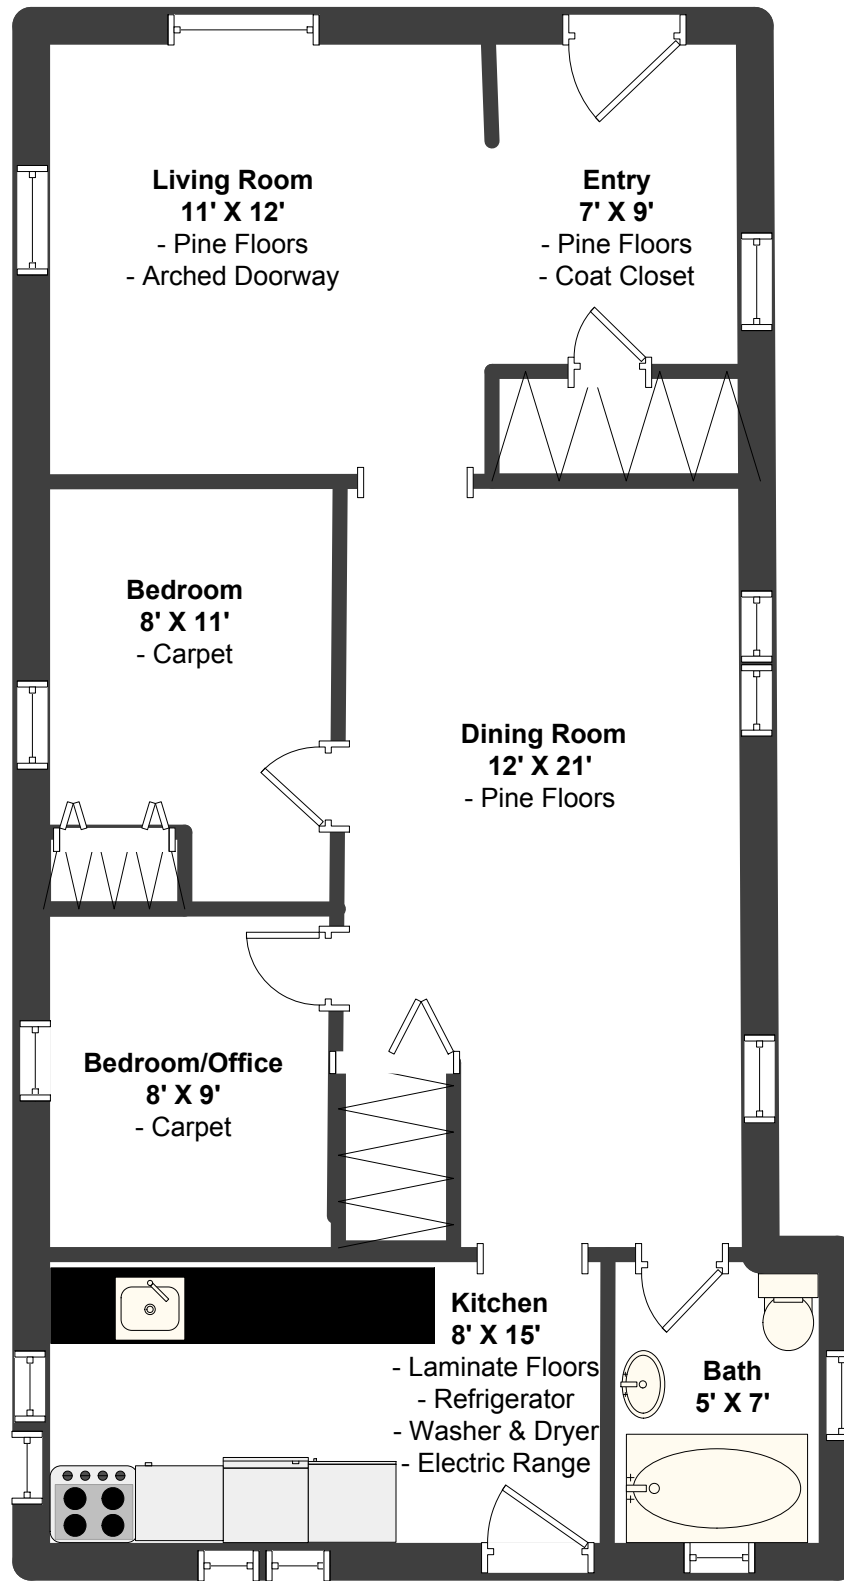 Living Room
11' X 12'
- Pine Floors
- Arched Doorway
Entry
7' X 9'
- Pine Floors
- Coat Closet
Bedroom
8' X 11'
- Carpet
Dining Room
12' X 21'
- Pine Floors
Bedroom/Office
8' X 9'
- Carpet
Kitchen
8' X 15'
- Laminate Floors
- Refrigerator
- Washer & Dryer
- Electric Range
Bath
5' X 7'